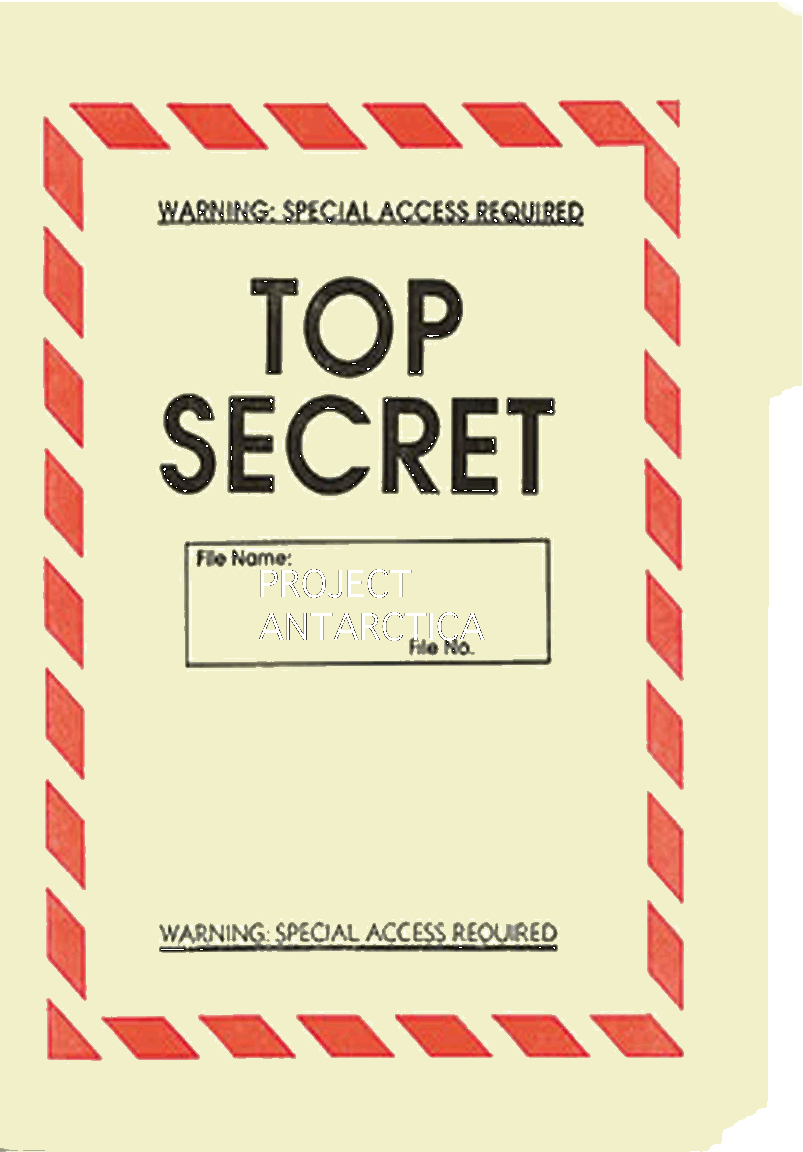 WARNING: SPECIAL ACCESS REQUIRED
TOP
SECRET
File Name:
PROJECT
ANTARCTICA
File No.
WARNING: SPECIAL ACCESS REQUIRED